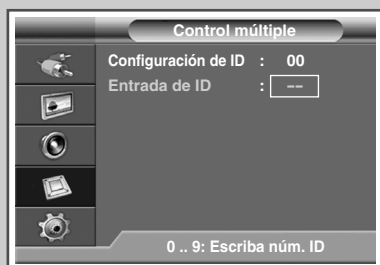 Control múltiple
Configuración de ID : 00
Entrada de ID : --
0 .. 9: Escriba núm. ID